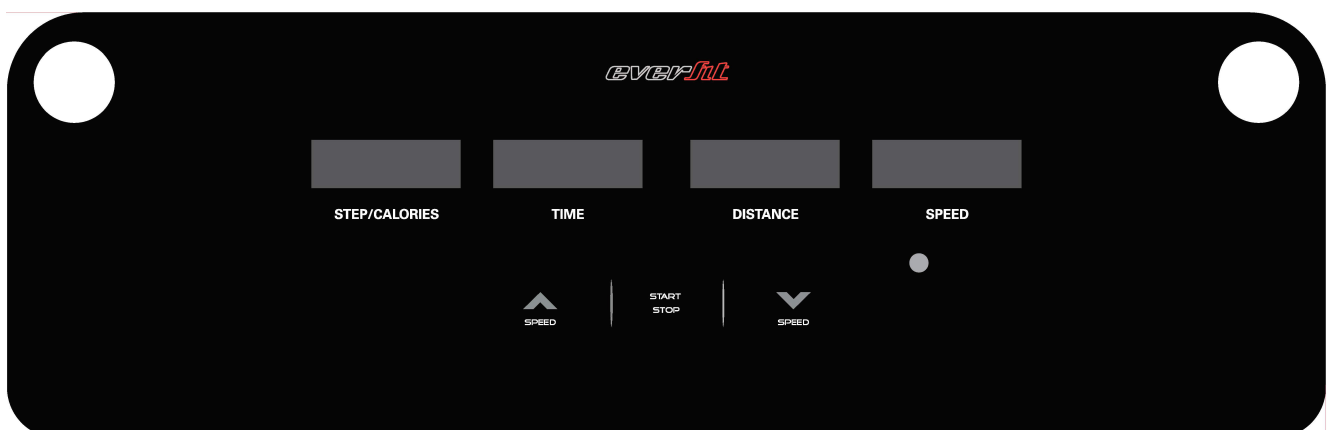 everfit
STEP/CALORIES TIME DISTANCE SPEED
START
STOP
SPEED SPEED